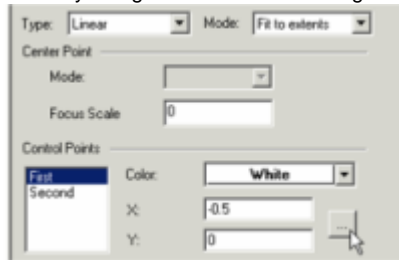 Type: Linear Mode: Fit to extents
Center Point
Mode:
Focus Scale 0
Control Points
First Color: White
Second
X: -0.5
...
Y: 0